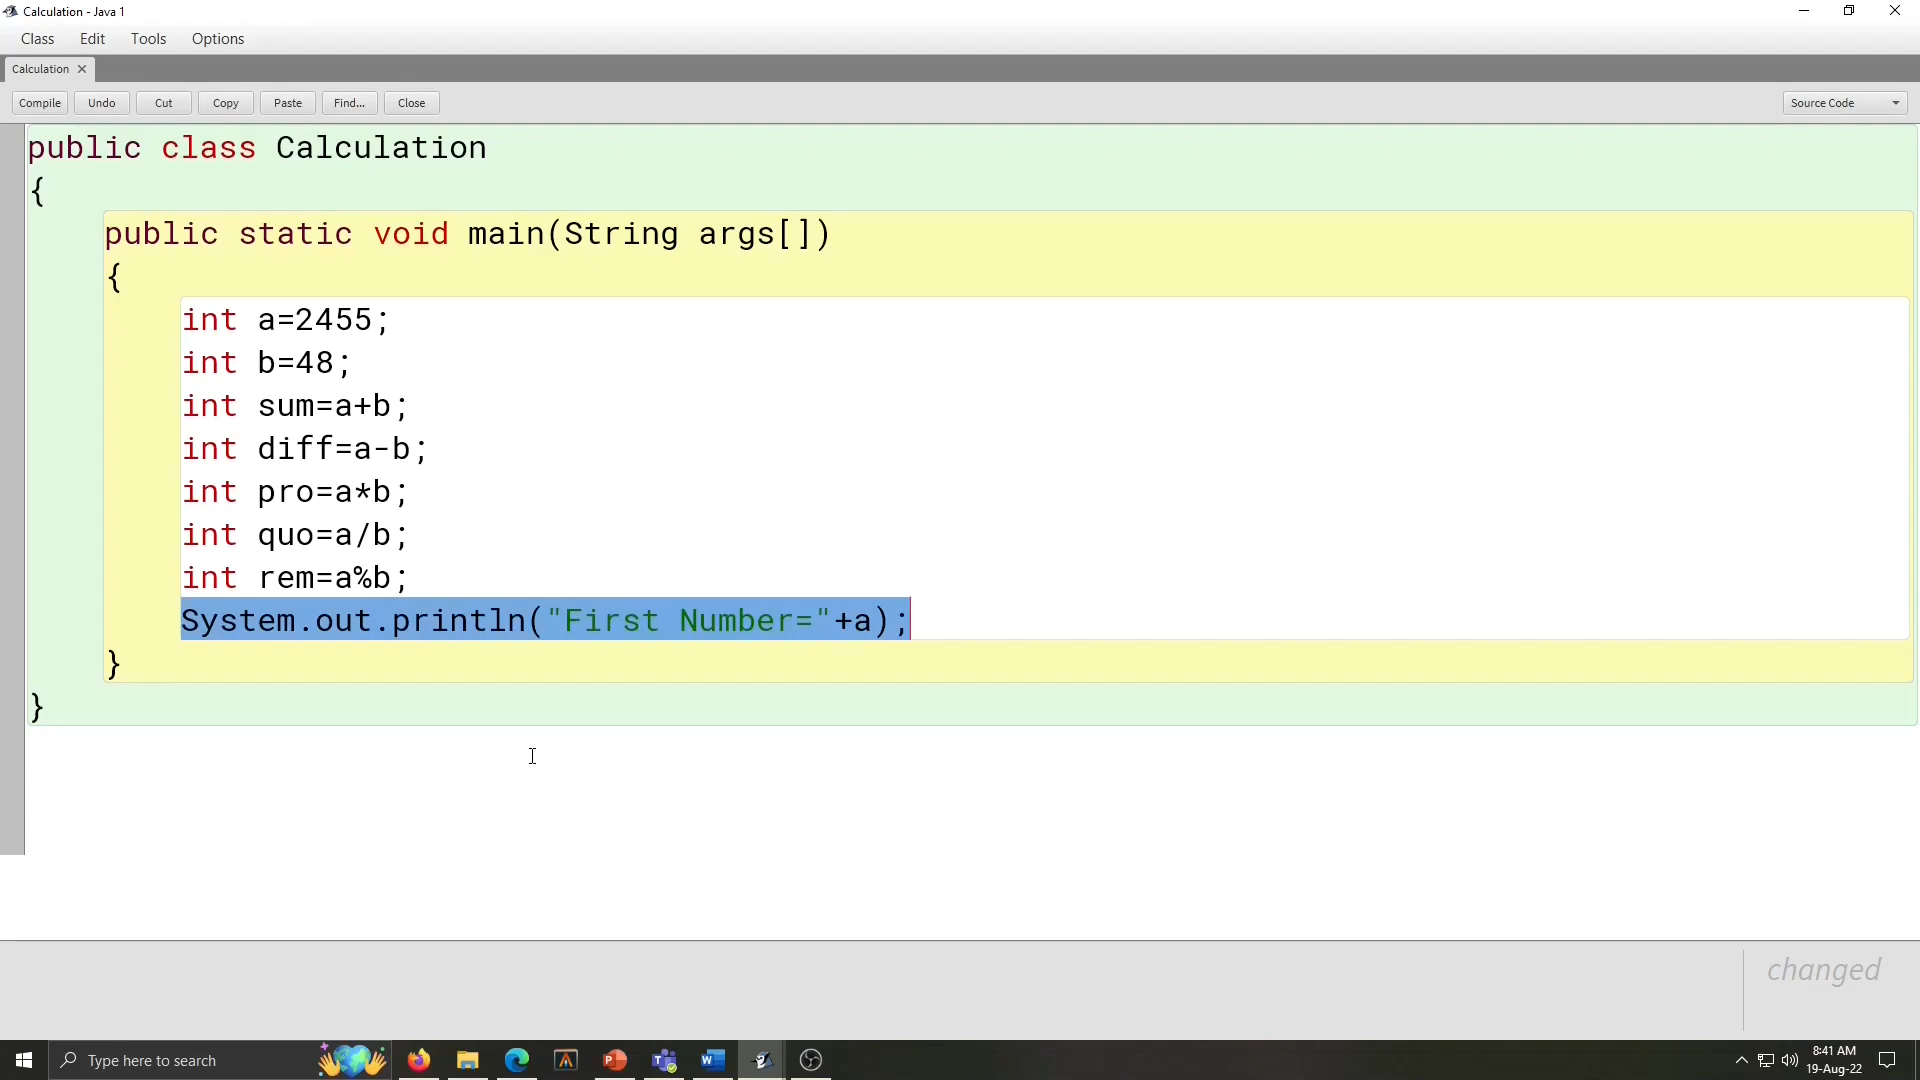 Calculation - Java 1
Class Edit Tools Options
Calculation
Compile Undo Cut Copy Paste Find... Close Source Code
public class Calculation
{
public static void main(String args[])
{
int a=2455;
int b=48;
int sum=a+b;
int diff=a-b;
int pro=a*b;
int quo=a/b;
int rem=a%b;
System.out.println("First Number="+a);
}
}
changed
Type here to search
8:41 AM
19-Aug-22